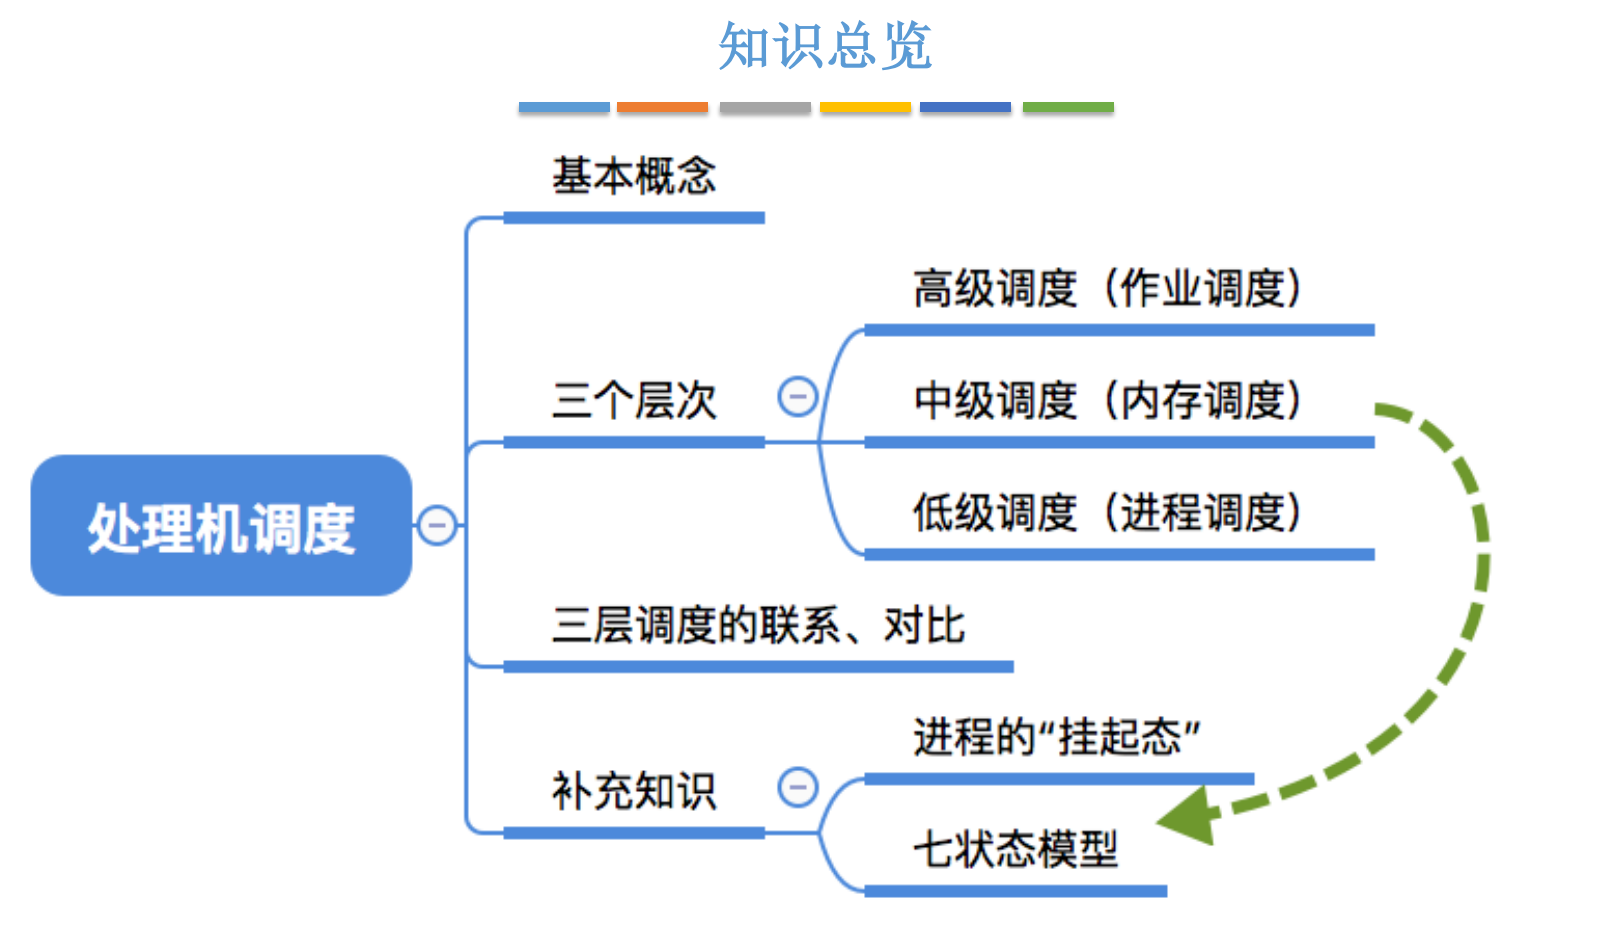 知识总览
基本概念
高级调度（作业调度）
三个层次
中级调度（内存调度）
低级调度（进程调度）
处理机调度
三层调度的联系、对比
进程的“挂起态”
补充知识
七状态模型